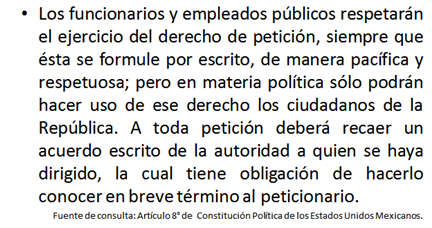 • Los funcionarios y empleados públicos respetarán
el ejercicio del derecho de petición, siempre que
ésta se formule por escrito, de manera pacífica y
respetuosa; pero en materia política sólo podrán
hacer uso de ese derecho los ciudadanos de la
República. A toda petición deberá recaer un
acuerdo escrito de la autoridad a quien se haya
dirigido, la cual tiene obligación de hacerlo
conocer en breve término al peticionario.
Fuente de consulta: Artículo 8° de Constitución Política de los Estados Unidos Mexicanos.